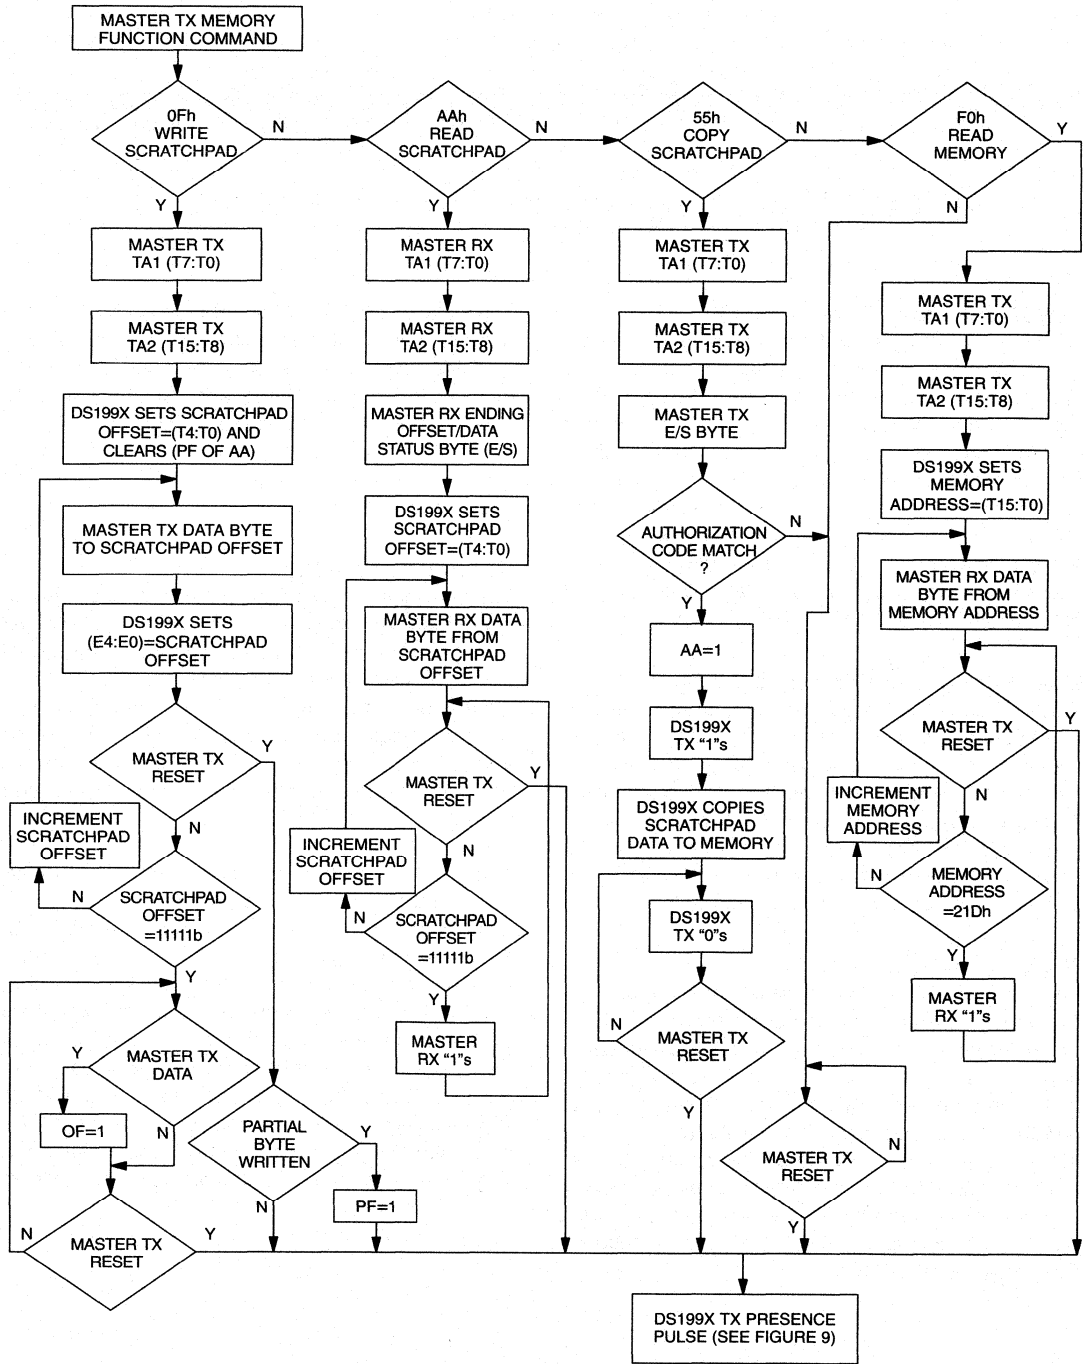 MASTER TX MEMORY
FUNCTION COMMAND
0Fh
WRITE
SCRATCHPAD
N
Y
AAh
READ
SCRATCHPAD
N
Y
55h
COPY
SCRATCHPAD
N
Y
F0h
READ
MEMORY
Y
N
MASTER TX
TA1 (T7:T0)
MASTER TX
TA2 (T15:T8)
DS199X SETS SCRATCHPAD
OFFSET=(T4:T0) AND
CLEARS (PF OF AA)
MASTER TX DATA BYTE
TO SCRATCHPAD OFFSET
DS199X SETS
(E4:E0)=SCRATCHPAD
OFFSET
MASTER TX
RESET
Y
N
INCREMENT
SCRATCHPAD
OFFSET
SCRATCHPAD
OFFSET
=11111b
N
Y
MASTER TX
DATA
Y
N
OF=1
MASTER TX
RESET
N
Y
PARTIAL
BYTE
WRITTEN
Y
N
PF=1
MASTER RX
TA1 (T7:T0)
MASTER RX
TA2 (T15:T8)
MASTER RX ENDING
OFFSET/DATA
STATUS BYTE (E/S)
DS199X SETS
SCRATCHPAD
OFFSET=(T4:T0)
MASTER RX DATA
BYTE FROM
SCRATCHPAD
OFFSET
MASTER TX
RESET
Y
N
INCREMENT
SCRATCHPAD
OFFSET
SCRATCHPAD
OFFSET
=11111b
N
Y
MASTER
RX “1”s
MASTER TX
TA1 (T7:T0)
MASTER TX
TA2 (T15:T8)
MASTER TX
E/S BYTE
AUTHORIZATION
CODE MATCH
?
N
Y
AA=1
DS199X
TX “1”s
DS199X COPIES
SCRATCHPAD
DATA TO MEMORY
DS199X
TX “0”s
MASTER TX
RESET
N
Y
MASTER TX
RESET
N
Y
MASTER TX
TA1 (T7:T0)
MASTER TX
TA2 (T15:T8)
DS199X SETS
MEMORY
ADDRESS=(T15:T0)
MASTER RX DATA
BYTE FROM
MEMORY ADDRESS
MASTER TX
RESET
Y
N
INCREMENT
MEMORY
ADDRESS
MEMORY
ADDRESS
=21Dh
N
Y
MASTER
RX “1”s
DS199X TX PRESENCE
PULSE (SEE FIGURE 9)